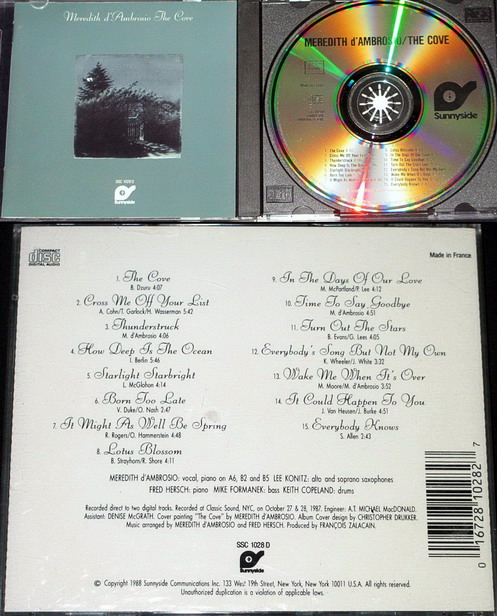 Meredith d'Ambrosio The Cove
SSC 1028 D
Sunnyside
MEREDITH d'AMBROSIO/THE COVE
Sunnyside
COMPACT
disc
DIGITAL AUDIO
Made in France
1. The Cove
B. Dzuru 4:07
2. Cross Me Off Your List
A. Cohn/T. Garlock/H. Wasserman 5:42
3. Thunderstruck
M. d'Ambrosio 4:06
4. How Deep Is The Ocean
I. Berlin 5:46
5. Starlight Starbright
L. McGlohon 4:14
6. Born Too Late
V. Duke/O. Nash 2:47
7. It Might As Well Be Spring
R. Rogers/O. Hammenstein 4:48
8. Lotus Blossom
B. Strayhorn/R. Shore 4:11
9. In The Days Of Our Love
M. McPartland/P. Lee 4:12
10. Time To Say Goodbye
M. d'Ambrosio 4:51
11. Turn Out The Stars
B. Evans/G. Lees 4:05
12. Everybody's Song But Not My Own
K. Wheeler/J. White 3:32
13. Wake Me When It's Over
M. Moore/M. d'Ambrosio 3:52
14. It Could Happen To You
J. Van Heusen/J. Burke 4:51
15. Everybody Knows
S. Allen 2:43
MEREDITH d'AMBROSIO: vocal, piano on A6, B2 and B5 LEE KONITZ: alto and soprano saxophones
FRED HERSCH: piano MIKE FORMANEK: bass KEITH COPELAND: drums
Recorded direct to two digital tracks. Recorded at Classic Sound, NYC, on October 27 & 28, 1987. Engineer: A.T. MICHAEL MacDONALD.
Assistant: DENISE McGRATH. Cover painting "The Cove" by MEREDITH d'AMBROSIO. Album Cover design by CHRISTOPHER DRUKKER.
Music arranged by MEREDITH d'AMBROSIO and FRED HERSCH. Produced by FRANÇOIS ZALACAIN.
SSC 1028 D
Sunnyside
© Copyright 1988 Sunnyside Communications Inc. 133 West 19th Street, New York, New York 10011 U.S.A. All rights reserved.
Unauthorized duplication is a violation of applicable laws.
0 16728 10282 7